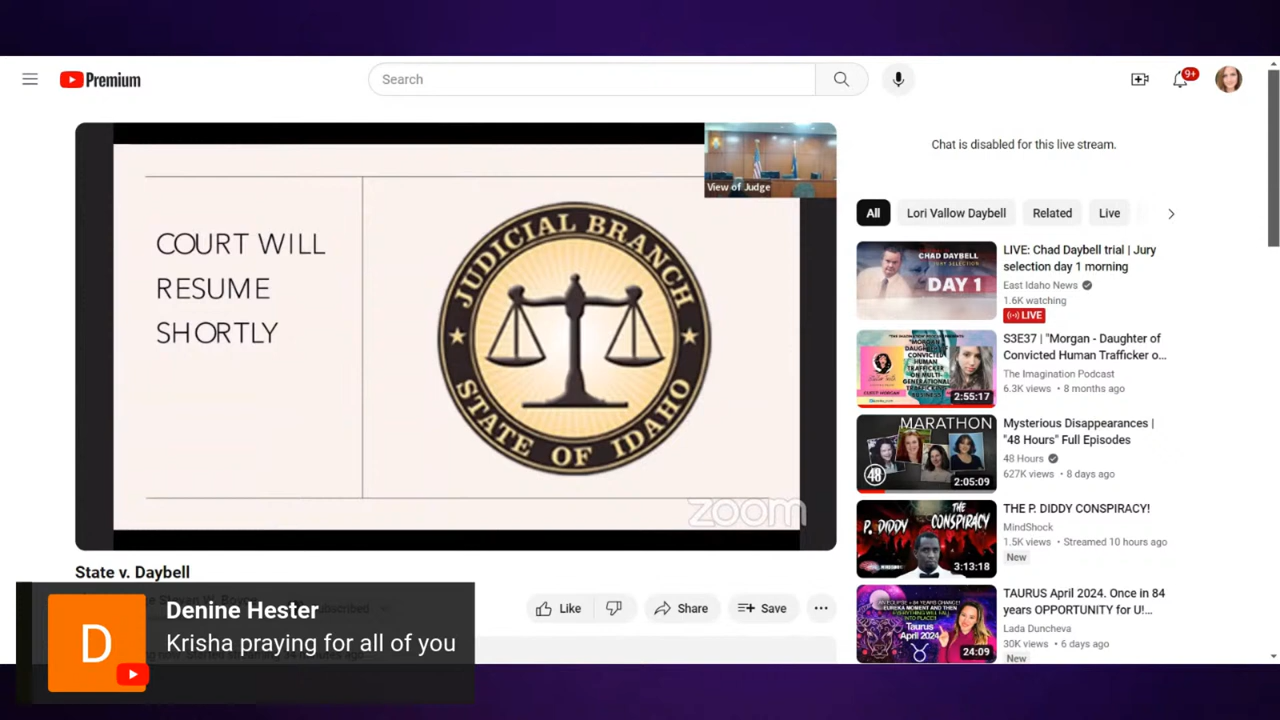 Premium
Search
9+
COURT WILL
RESUME
SHORTLY
JUDICIAL BRANCH
STATE OF IDAHO
View of Judge
zoom
State v. Daybell
Like
Share
Save
Denine Hester
Krisha praying for all of you
D
Chat is disabled for this live stream.
All
Lori Vallow Daybell
Related
Live
CHAD DAYBELL
JURY SELECTION
DAY 1
LIVE: Chad Daybell trial | Jury
selection day 1 morning
East Idaho News
1.6K watching
LIVE
2:55:17
S3E37 | "Morgan - Daughter of
Convicted Human Trafficker o...
The Imagination Podcast
6.3K views • 8 months ago
MARATHON
48
2:05:09
Mysterious Disappearances |
"48 Hours" Full Episodes
48 Hours
627K views • 8 days ago
P. DIDDY
THE
CONSPIRACY
3:13:18
THE P. DIDDY CONSPIRACY!
MindShock
1.5K views • Streamed 10 hours ago
New
Taurus
April 2024
24:09
TAURUS April 2024. Once in 84
years OPPORTUNITY for U!...
Lada Duncheva
30K views • 6 days ago
New